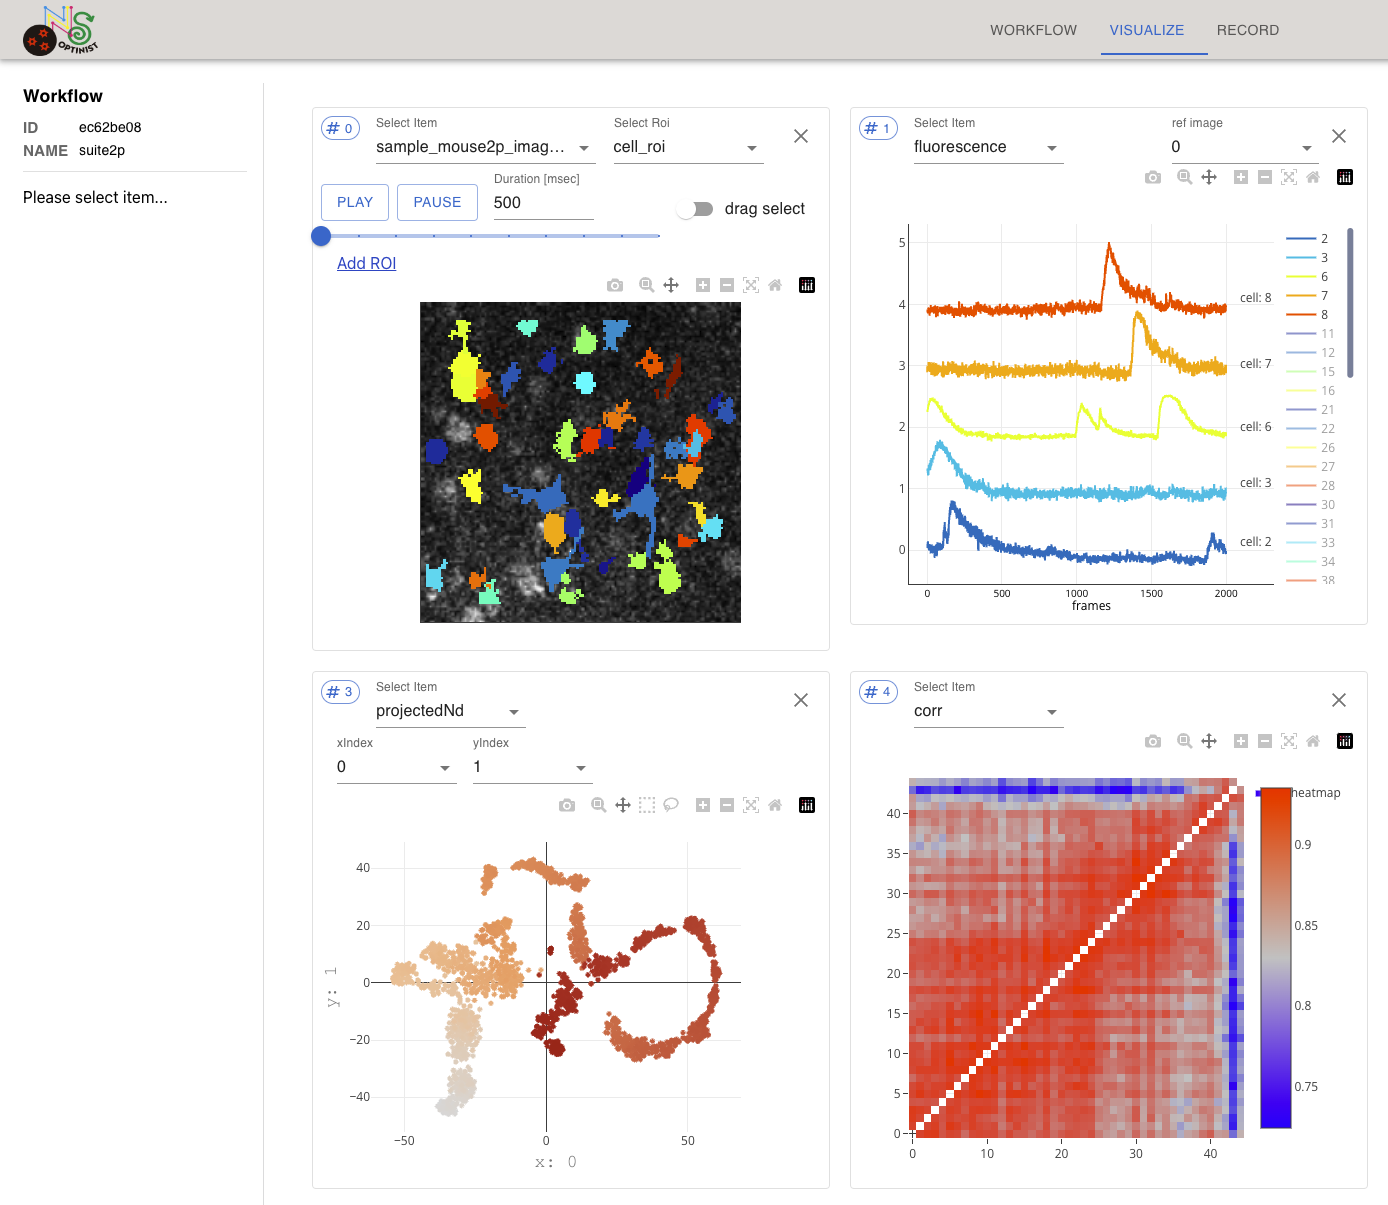 NS
OPTINIST
WORKFLOW
VISUALIZE
RECORD
Workflow
ID ec62be08
NAME suite2p
Please select item...
# 0
Select Item
sample_mouse2p_imag...
Select Roi
cell_roi
PLAY
PAUSE
Duration [msec]
500
drag select
Add ROI
# 1
Select Item
fluorescence
ref image
0
5
4
3
2
1
0
0
500
1000
1500
2000
frames
cell: 8
cell: 7
cell: 6
cell: 3
cell: 2
2
3
6
7
8
11
12
15
16
21
22
26
27
28
30
31
33
34
38
# 3
Select Item
projectedNd
xIndex
0
yIndex
1
40
20
0
−20
−40
y: 1
−50
0
50
x: 0
# 4
Select Item
corr
40
35
30
25
20
15
10
5
0
0
10
20
30
40
heatmap
0.9
0.85
0.8
0.75